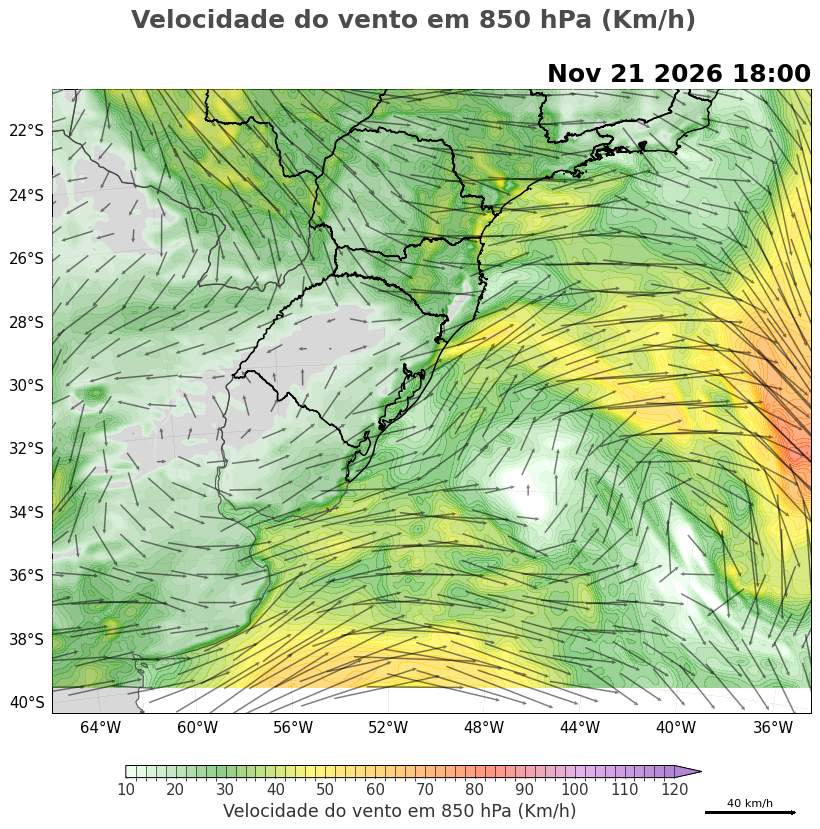 Velocidade do vento em 850 hPa (Km/h)
Nov 21 2026 18:00
22°S
24°S
26°S
28°S
30°S
32°S
34°S
36°S
38°S
40°S
64°W 60°W 56°W 52°W 48°W 44°W 40°W 36°W
10 20 30 40 50 60 70 80 90 100 110 120
Velocidade do vento em 850 hPa (Km/h)
40 km/h